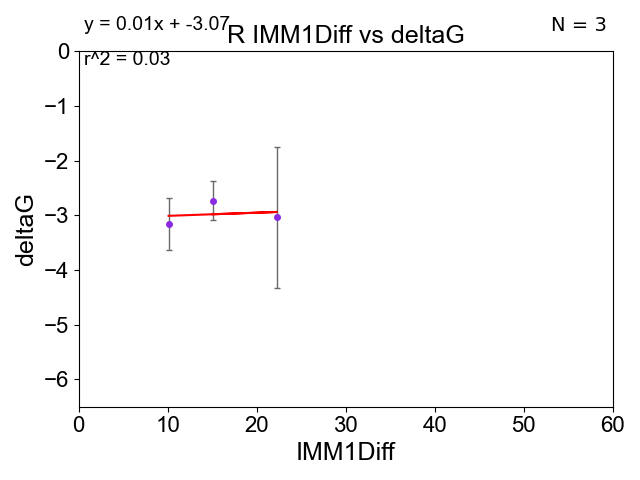 y = 0.01x + -3.07
N = 3
R IMM1Diff vs deltaG
r^2 = 0.03
0
−1
−2
−3
−4
−5
−6
deltaG
0 10 20 30 40 50 60
IMM1Diff